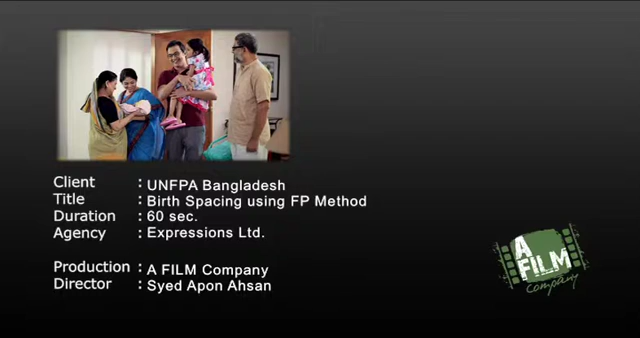 Client : UNFPA Bangladesh
Title : Birth Spacing using FP Method
Duration : 60 sec.
Agency : Expressions Ltd.
Production : A FILM Company
Director : Syed Apon Ahsan
A
FILM
company